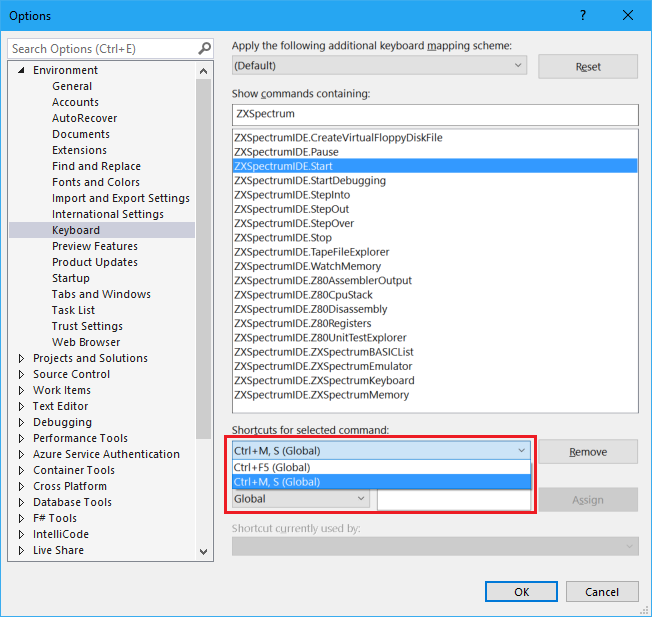 Options
?
Search Options (Ctrl+E)
Environment
General
Accounts
AutoRecover
Documents
Extensions
Find and Replace
Fonts and Colors
Import and Export Settings
International Settings
Keyboard
Preview Features
Product Updates
Startup
Tabs and Windows
Task List
Trust Settings
Web Browser
Projects and Solutions
Source Control
Work Items
Text Editor
Debugging
Performance Tools
Azure Service Authentication
Container Tools
Cross Platform
Database Tools
F# Tools
IntelliCode
Live Share
Apply the following additional keyboard mapping scheme:
(Default)
Reset
Show commands containing:
ZXSpectrum
ZXSpectrumIDE.CreateVirtualFloppyDiskFile
ZXSpectrumIDE.Pause
ZXSpectrumIDE.Start
ZXSpectrumIDE.StartDebugging
ZXSpectrumIDE.StepInto
ZXSpectrumIDE.StepOut
ZXSpectrumIDE.StepOver
ZXSpectrumIDE.Stop
ZXSpectrumIDE.TapeFileExplorer
ZXSpectrumIDE.WatchMemory
ZXSpectrumIDE.Z80AssemblerOutput
ZXSpectrumIDE.Z80CpuStack
ZXSpectrumIDE.Z80Disassembly
ZXSpectrumIDE.Z80Registers
ZXSpectrumIDE.Z80UnitTestExplorer
ZXSpectrumIDE.ZXSpectrumBASICList
ZXSpectrumIDE.ZXSpectrumEmulator
ZXSpectrumIDE.ZXSpectrumKeyboard
ZXSpectrumIDE.ZXSpectrumMemory
Shortcuts for selected command:
Ctrl+M, S (Global)
Remove
Ctrl+F5 (Global)
Ctrl+M, S (Global)
Global
Assign
Shortcut currently used by:
OK
Cancel